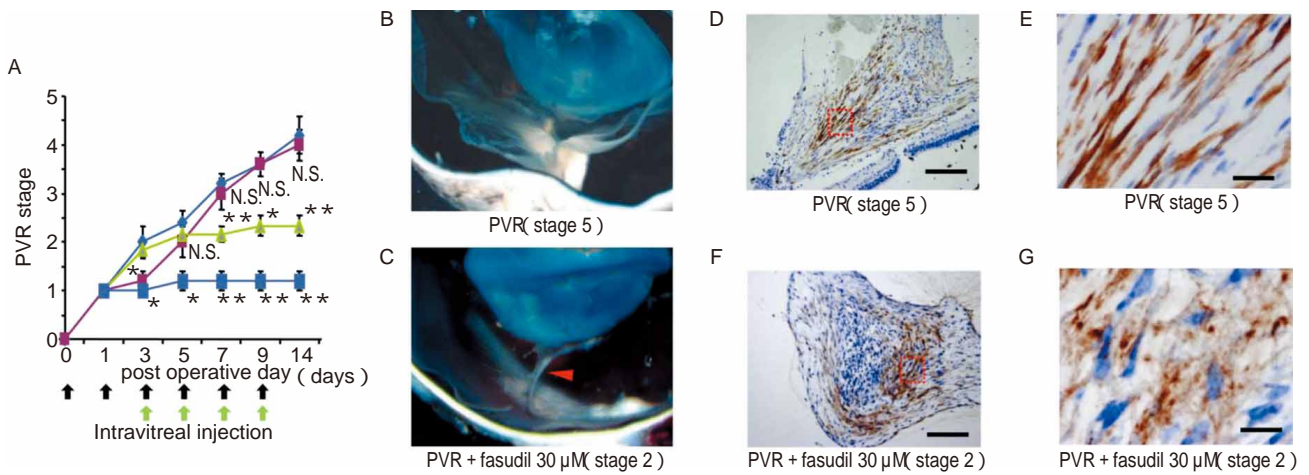 A
PVR stage
5
4
3
2
1
0
N.S.
N.S.
N.S.
N.S.
* * * * *
*
* * * * * * * *
0 1 3 5 7 9 14
post operative day ( days )
Intravitreal injection
B
PVR( stage 5 )
C
PVR + fasudil 30 µM( stage 2 )
D
PVR( stage 5 )
E
PVR( stage 5 )
F
PVR + fasudil 30 µM( stage 2 )
G
PVR + fasudil 30 µM( stage 2 )